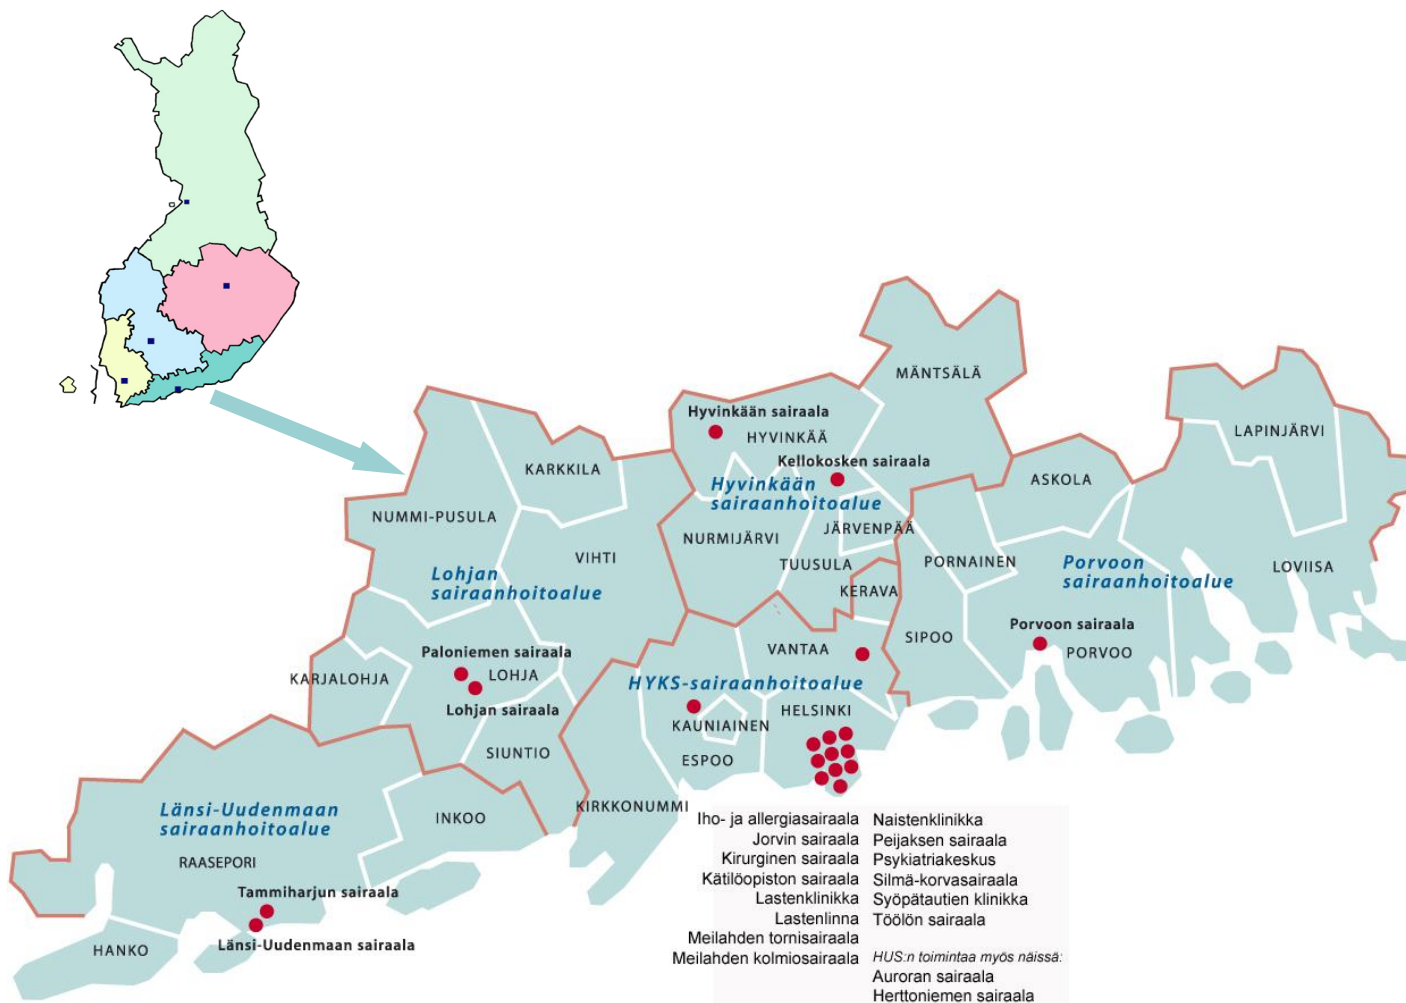 MÄNTSÄLÄ
Hyvinkään sairaala
HYVINKÄÄ
LAPINJÄRVI
KARKKILA
Kellokosken sairaala
ASKOLA
Hyvinkään
sairaanhoitoalue
NUMMI-PUSULA
JÄRVENPÄÄ
NURMIJÄRVI
VIHTI
TUUSULA
PORNAINEN
Porvoon
sairaanhoitoalue
LOVIISA
Lohjan
sairaanhoitoalue
KERAVA
Porvoon sairaala
SIPOO
PORVOO
VANTAA
Paloniemen sairaala
LOHJA
KARJALOHJA
HYKS-sairaanhoitoalue
Lohjan sairaala
HELSINKI
KAUNIAINEN
SIUNTIO
ESPOO
KIRKKONUMMI
INKOO
Länsi-Uudenmaan
sairaanhoitoalue
RAASEPORI
Tammiharjun sairaala
HANKO
Länsi-Uudenmaan sairaala
Iho- ja allergiasairaala
Jorvin sairaala
Kirurginen sairaala
Kätilöopiston sairaala
Lastenklinikka
Lastenlinna
Meilahden tornisairaala
Meilahden kolmiosairaala
Naistenklinikka
Peijaksen sairaala
Psykiatriakeskus
Silmä-korvasairaala
Syöpätautien klinikka
Töölön sairaala
HUS:n toimintaa myös näissä:
Auroran sairaala
Herttoniemen sairaala